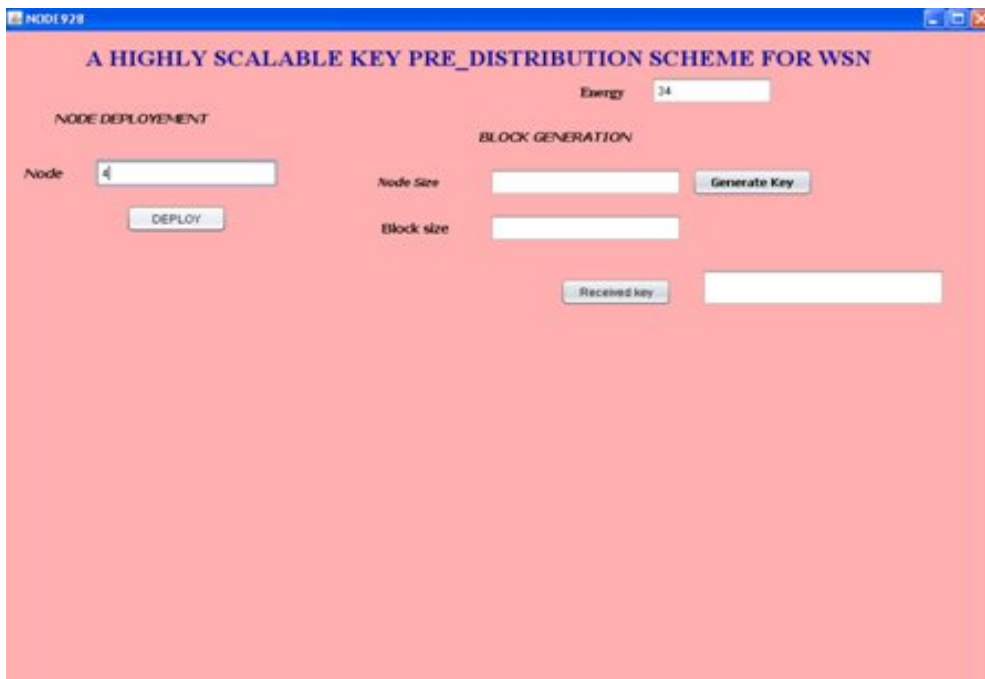 NODE928
A HIGHLY SCALABLE KEY PRE_DISTRIBUTION SCHEME FOR WSN
Energy 34
NODE DEPLOYEMENT
BLOCK GENERATION
Node 4
Node Size
Generate Key
DEPLOY
Block size
Received key